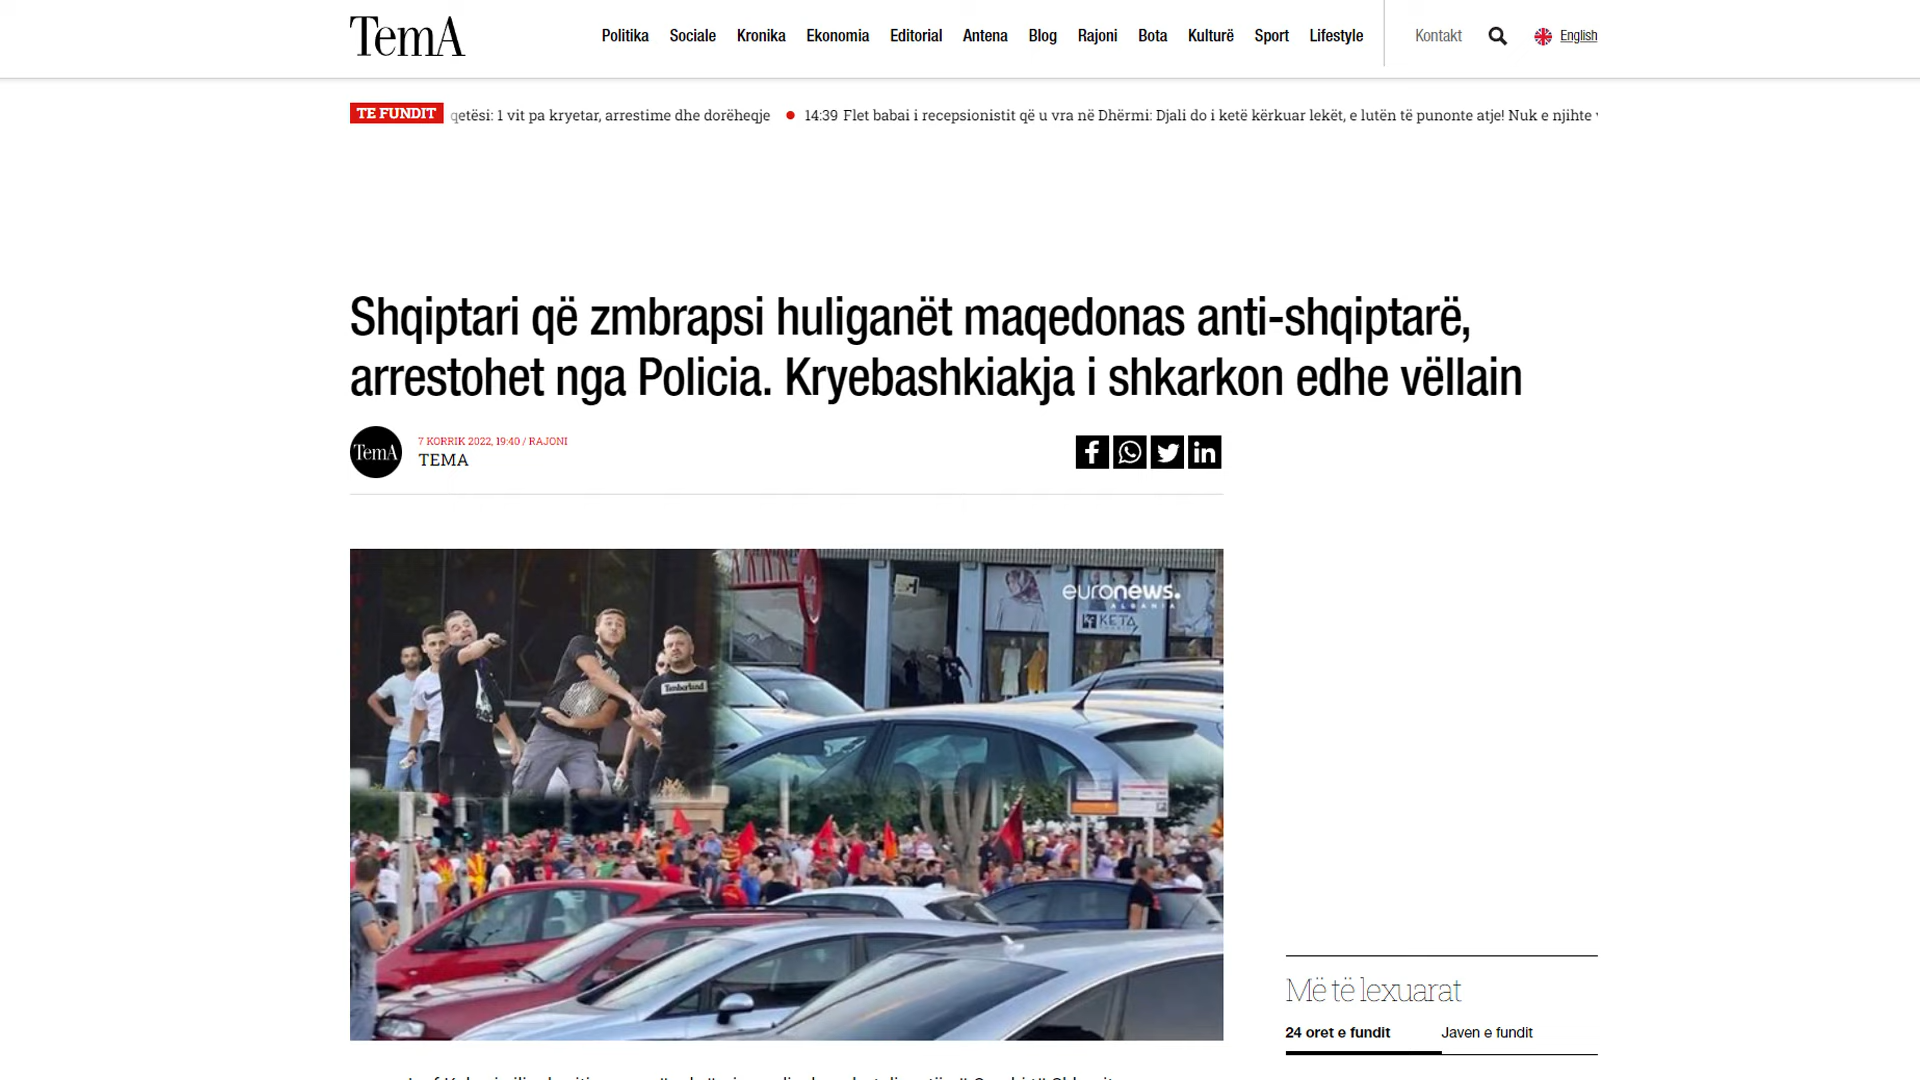 TemA
Politika Sociale Kronika Ekonomia Editorial Antena Blog Rajoni Bota Kulturë Sport Lifestyle Kontakt English
TE FUNDIT qetësi: 1 vit pa kryetar, arrestime dhe dorëheqje 14:39 Flet babai i recepsionistit që u vra në Dhërmi: Djali do i ketë kërkuar lekët, e lutën të punonte atje! Nuk e njihte
Shqiptari që zmbrapsi huliganët maqedonas anti-shqiptarë,
arrestohet nga Policia. Kryebashkiakja i shkarkon edhe vëllain
TemA
7 KORRIK 2022, 19:40 / RAJONI
TEMA
euronews.
ALBANIA
KETA
Timberland
Më të lexuarat
24 oret e fundit Javen e fundit